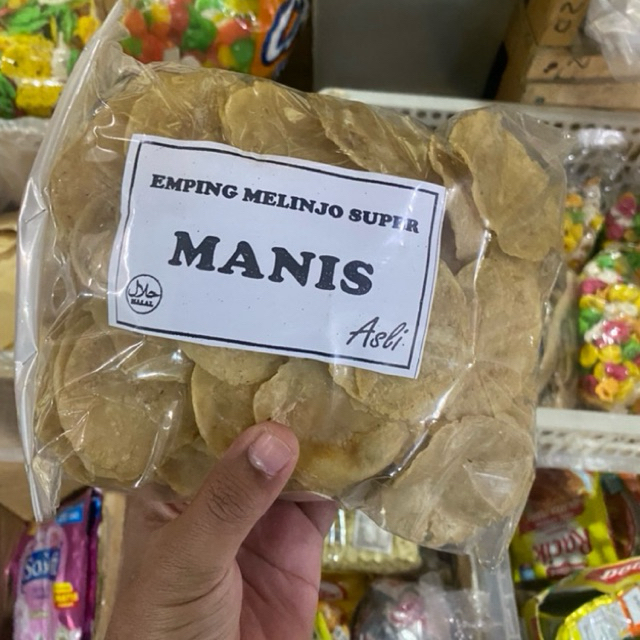 EMPING MELINJO SUPER
MANIS
حلال
HALAL
Asli